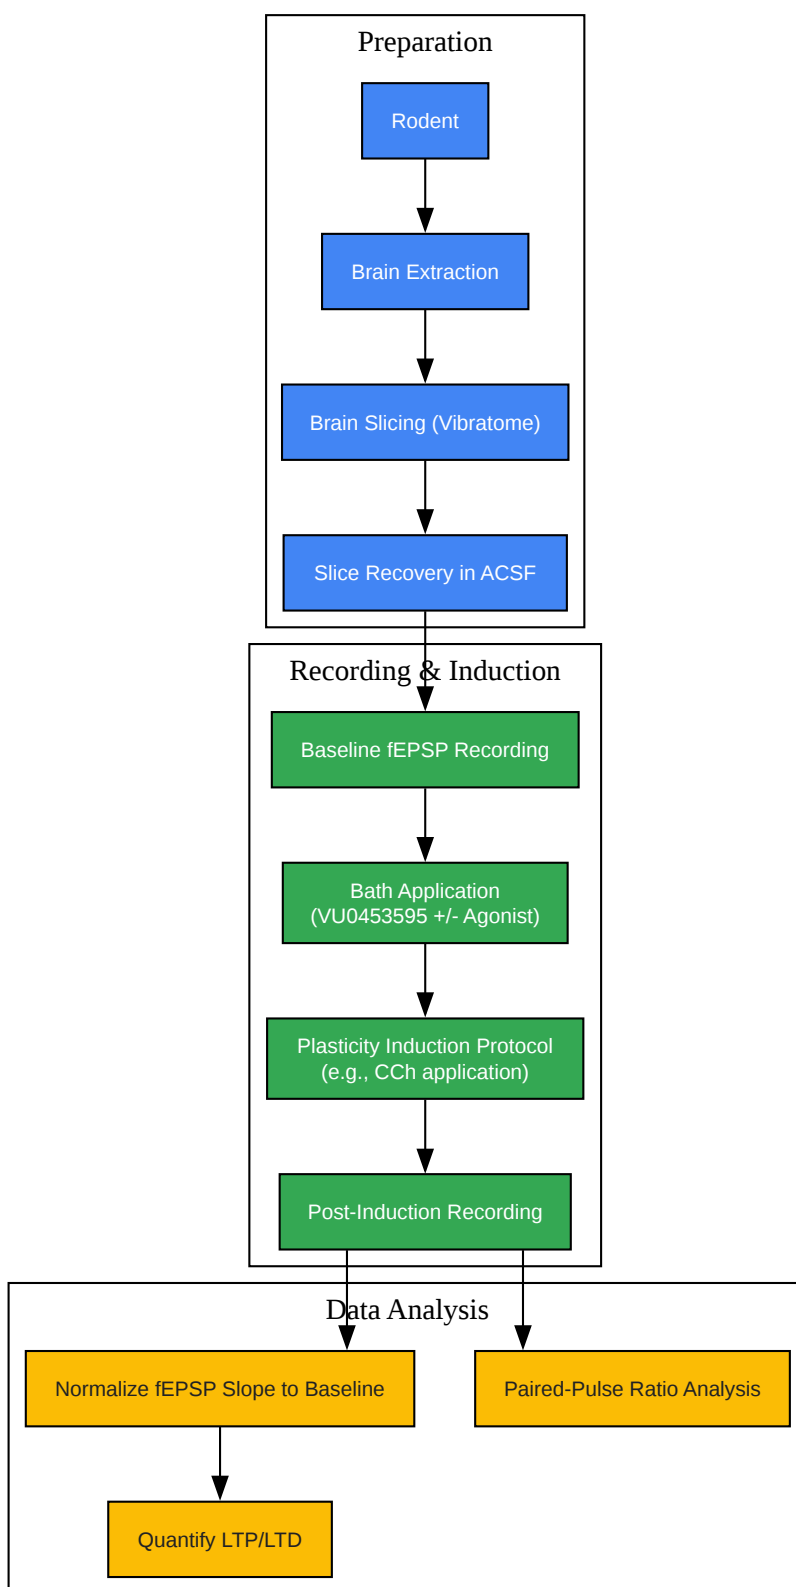 Preparation
Rodent
Brain Extraction
Brain Slicing (Vibratome)
Slice Recovery in ACSF
Recording & Induction
Baseline fEPSP Recording
Bath Application
(VU0453595 +/- Agonist)
Plasticity Induction Protocol
(e.g., CCh application)
Post-Induction Recording
Data Analysis
Normalize fEPSP Slope to Baseline
Paired-Pulse Ratio Analysis
Quantify LTP/LTD